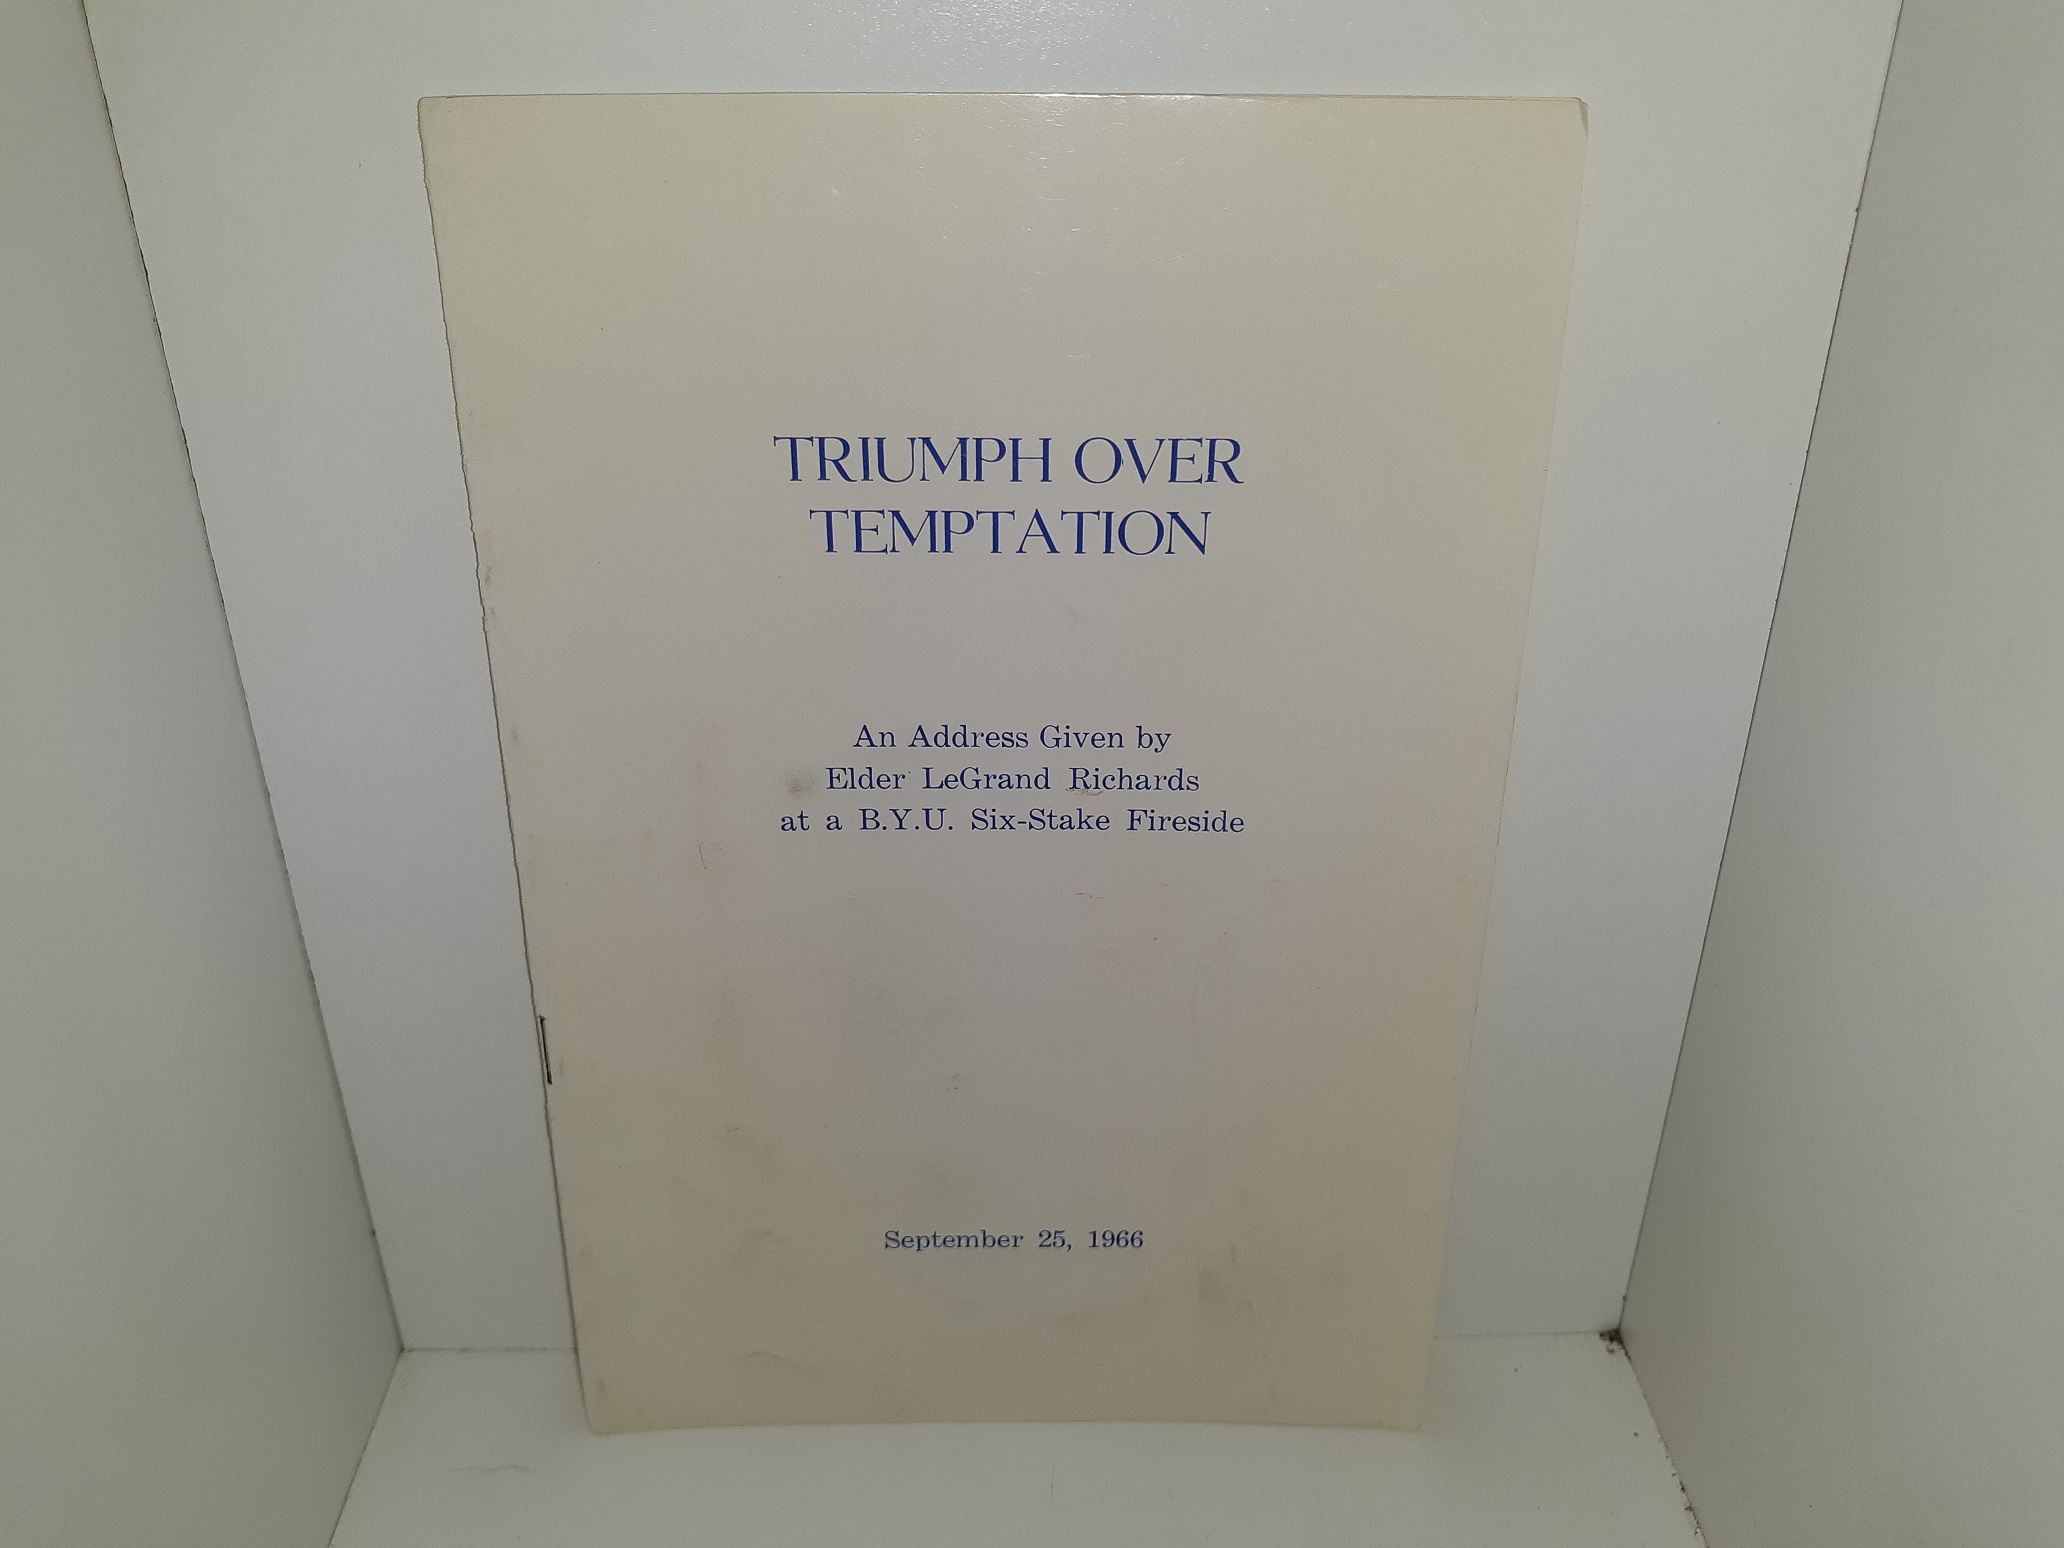 TRIUMPH OVER
TEMPTATION
An Address Given by
Elder LeGrand Richards
at a B.Y.U. Six-Stake Fireside
September 25, 1966